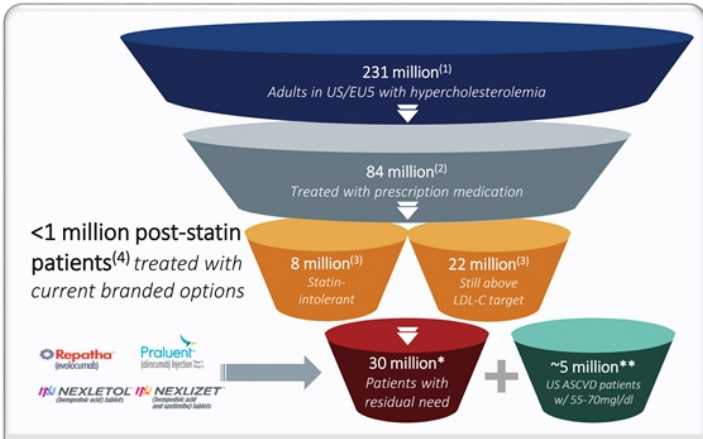 231 million(1)
Adults in US/EU5 with hypercholesterolemia
84 million(2)
Treated with prescription medication
<1 million post-statin
patients(4) treated with
current branded options
8 million(3)
Statin-
intolerant
22 million(3)
Still above
LDL-C target
Repatha
(evolocumab)
Praluent
(alirocumab) Injection
NEXLETOL
(bempedoic acid) tablets
NEXLIZET
(bempedoic acid
and ezetimibe) tablets
30 million*
Patients with
residual need
+
~5 million**
US ASCVD patients
w/ 55-70mgl/dl